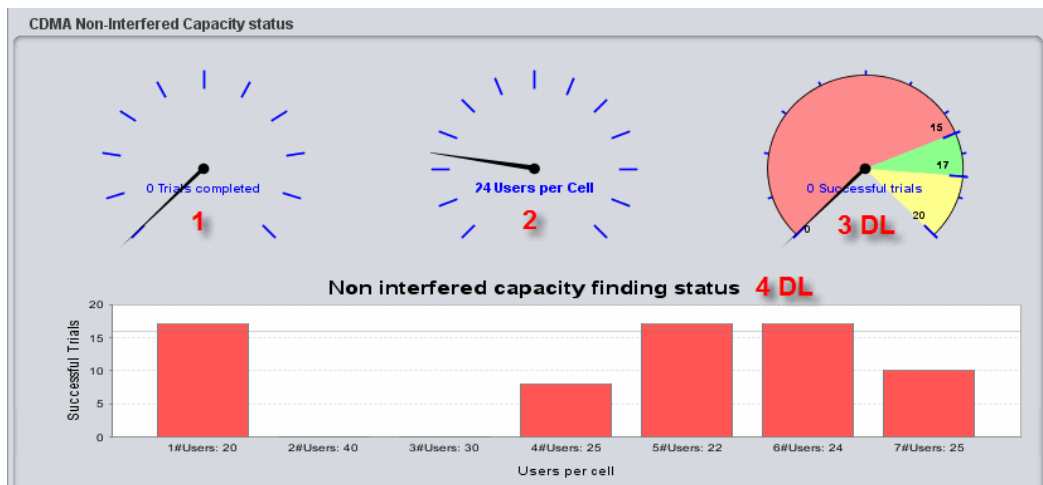 CDMA Non-Interfered Capacity status
0 Trials completed
1
24 Users per Cell
2
15
17
20
0
0 Successful trials
3 DL
Non interfered capacity finding status 4 DL
Successful Trials
20
15
10
5
0
1#Users: 20 2#Users: 40 3#Users: 30 4#Users: 25 5#Users: 22 6#Users: 24 7#Users: 25
Users per cell